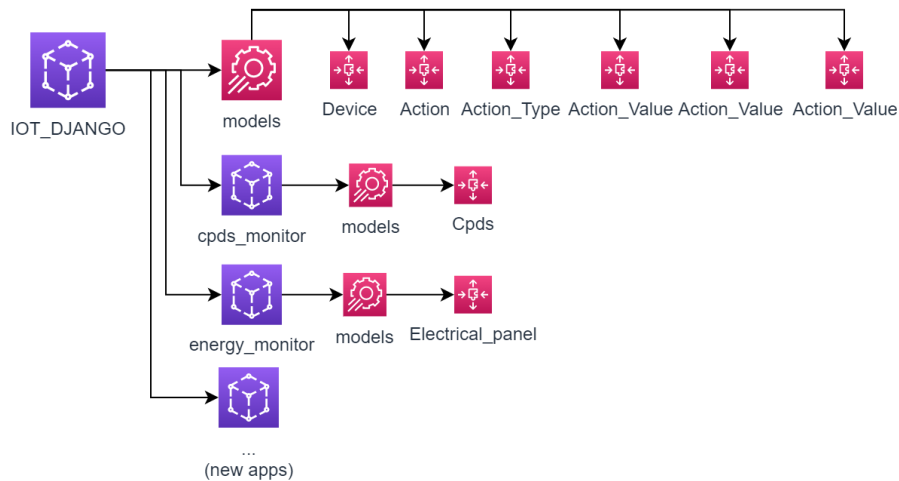 IOT_DJANGO
models
Device
Action
Action_Type
Action_Value
Action_Value
Action_Value
cpds_monitor
models
Cpds
energy_monitor
models
Electrical_panel
...
(new apps)